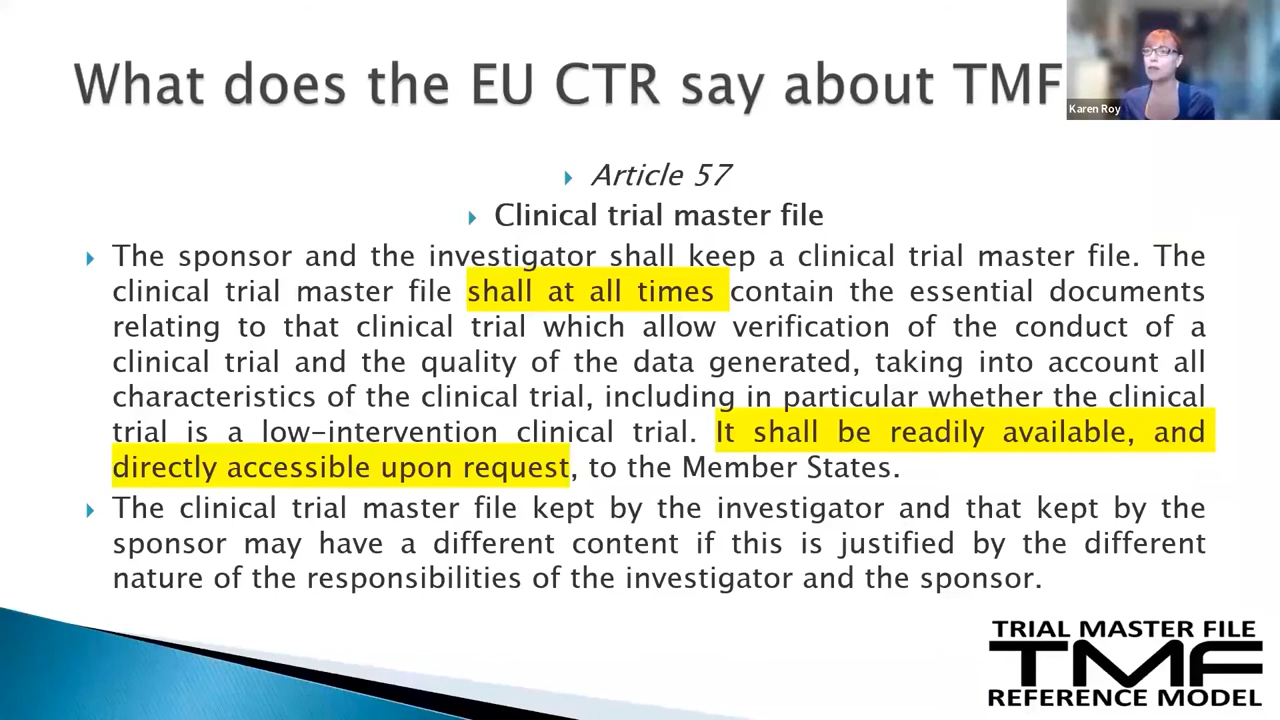 What does the EU CTR say about TMF
Karen Roy
Article 57
Clinical trial master file
The sponsor and the investigator shall keep a clinical trial master file. The
clinical trial master file shall at all times contain the essential documents
relating to that clinical trial which allow verification of the conduct of a
clinical trial and the quality of the data generated, taking into account all
characteristics of the clinical trial, including in particular whether the clinical
trial is a low-intervention clinical trial. It shall be readily available, and
directly accessible upon request, to the Member States.
The clinical trial master file kept by the investigator and that kept by the
sponsor may have a different content if this is justified by the different
nature of the responsibilities of the investigator and the sponsor.
TRIAL MASTER FILE
TMF
REFERENCE MODEL